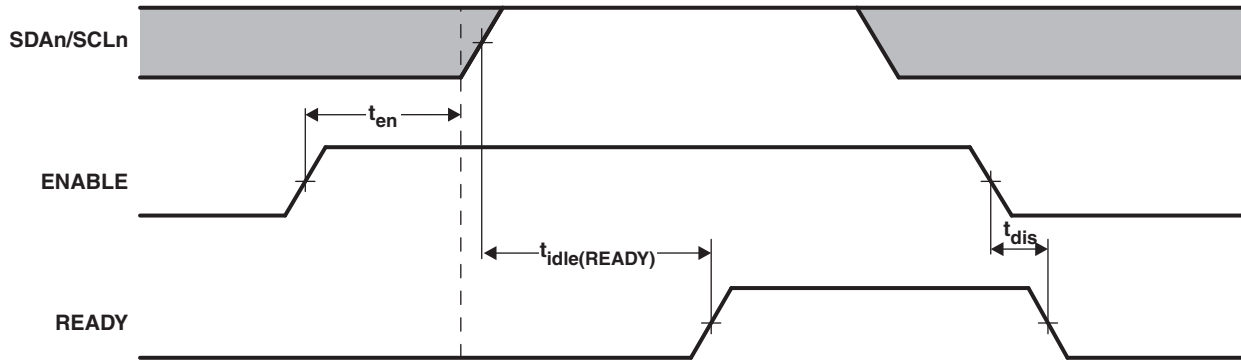 SDAn/SCLn
ten
ENABLE
tdis
tidle(READY)
READY